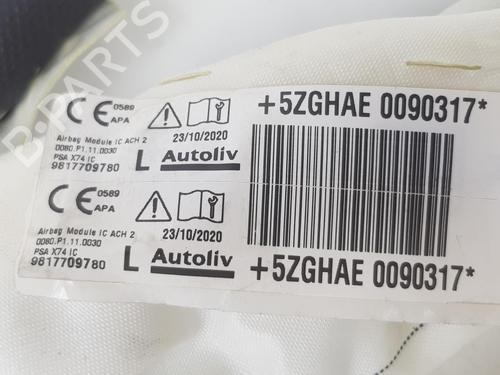 B-PARTS
CE 0589
APA
23/10/2020
Airbag Module IC ACH 2
0080.P1.11.0030
PSA X74 IC
9817709780
L Autoliv
+5ZGHAE 0090317*
CE 0589
APA
23/10/2020
Airbag Module IC ACH 2
0080.P1.11.0030
PSA X74 IC
9817709780
L Autoliv
+5ZGHAE 0090317*